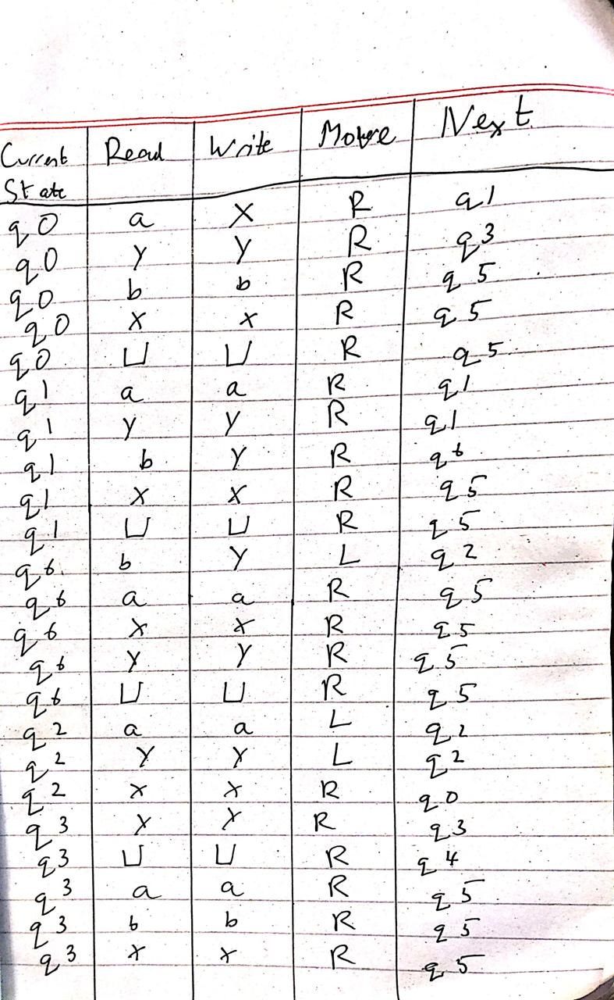 Current State Read Write Move Next
q0 a X R q1
q0 y y R q3
q0 b b R q5
q0 x x R q5
q0 ⊔ ⊔ R q5
q1 a a R q1
q1 y y R q1
q1 b y R q6
q1 x x R q5
q1 ⊔ ⊔ R q5
q6 b y L q2
q6 a a R q5
q6 x x R q5
q6 y y R q5
q6 ⊔ ⊔ R q5
q2 a a L q2
q2 y y L q2
q2 x x R q0
q3 y y R q3
q3 ⊔ ⊔ R q4
q3 a a R q5
q3 b b R q5
q3 x x R q5